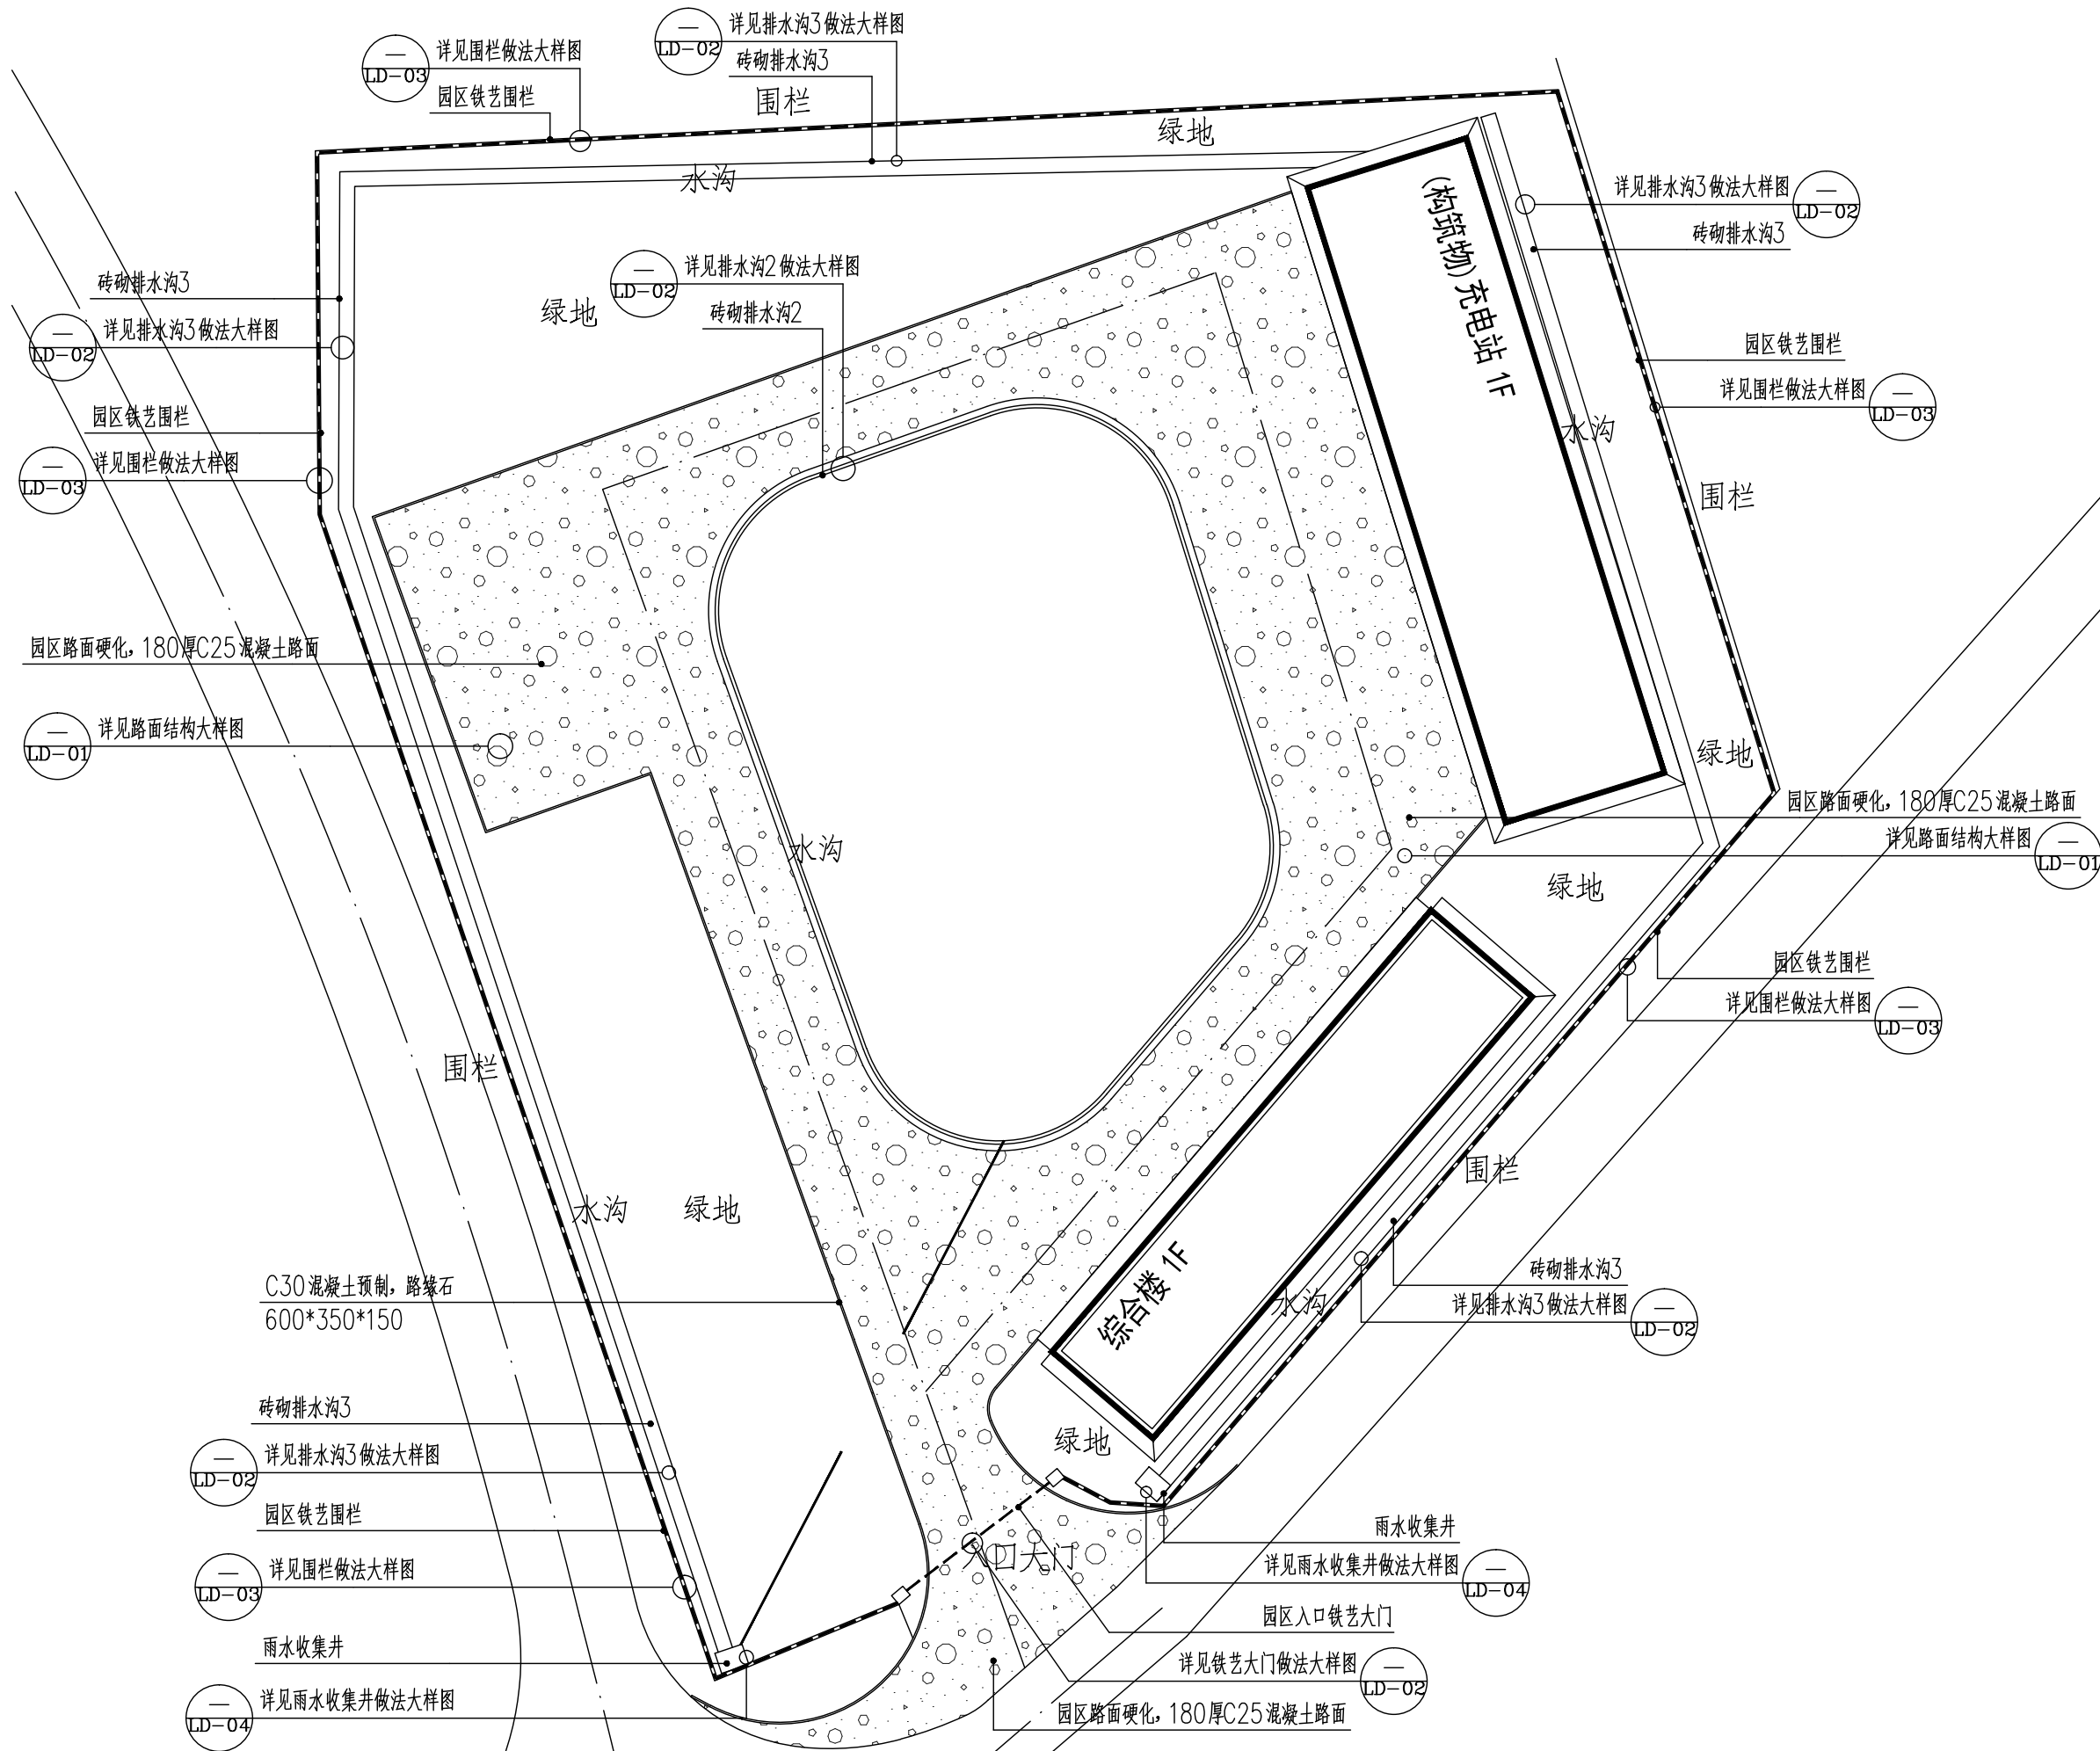 详见排水沟3做法大样图
—
LD-02
砖砌排水沟3
详见围栏做法大样图
—
LD-03
园区铁艺围栏
围栏
绿地
水沟
(构筑物)充电站 1F
详见排水沟3做法大样图
—
LD-02
砖砌排水沟3
砖砌排水沟3
详见排水沟3做法大样图
—
LD-02
绿地
详见排水沟2做法大样图
—
LD-02
砖砌排水沟2
园区铁艺围栏
详见围栏做法大样图
—
LD-03
园区铁艺围栏
详见围栏做法大样图
—
LD-03
水沟
围栏
园区路面硬化,180厚C25混凝土路面
详见路面结构大样图
—
LD-01
绿地
园区路面硬化,180厚C25混凝土路面
详见路面结构大样图
—
LD-01
水沟
绿地
园区铁艺围栏
详见围栏做法大样图
—
LD-03
围栏
围栏
水沟
绿地
综合楼 1F
砖砌排水沟3
水沟
详见排水沟3做法大样图
—
LD-02
C30混凝土预制,路缘石
600*350*150
砖砌排水沟3
详见排水沟3做法大样图
—
LD-02
绿地
园区铁艺围栏
详见围栏做法大样图
—
LD-03
入口大门
雨水收集井
详见雨水收集井做法大样图
—
LD-04
园区入口铁艺大门
雨水收集井
详见雨水收集井做法大样图
—
LD-04
详见铁艺大门做法大样图
—
LD-02
园区路面硬化,180厚C25混凝土路面